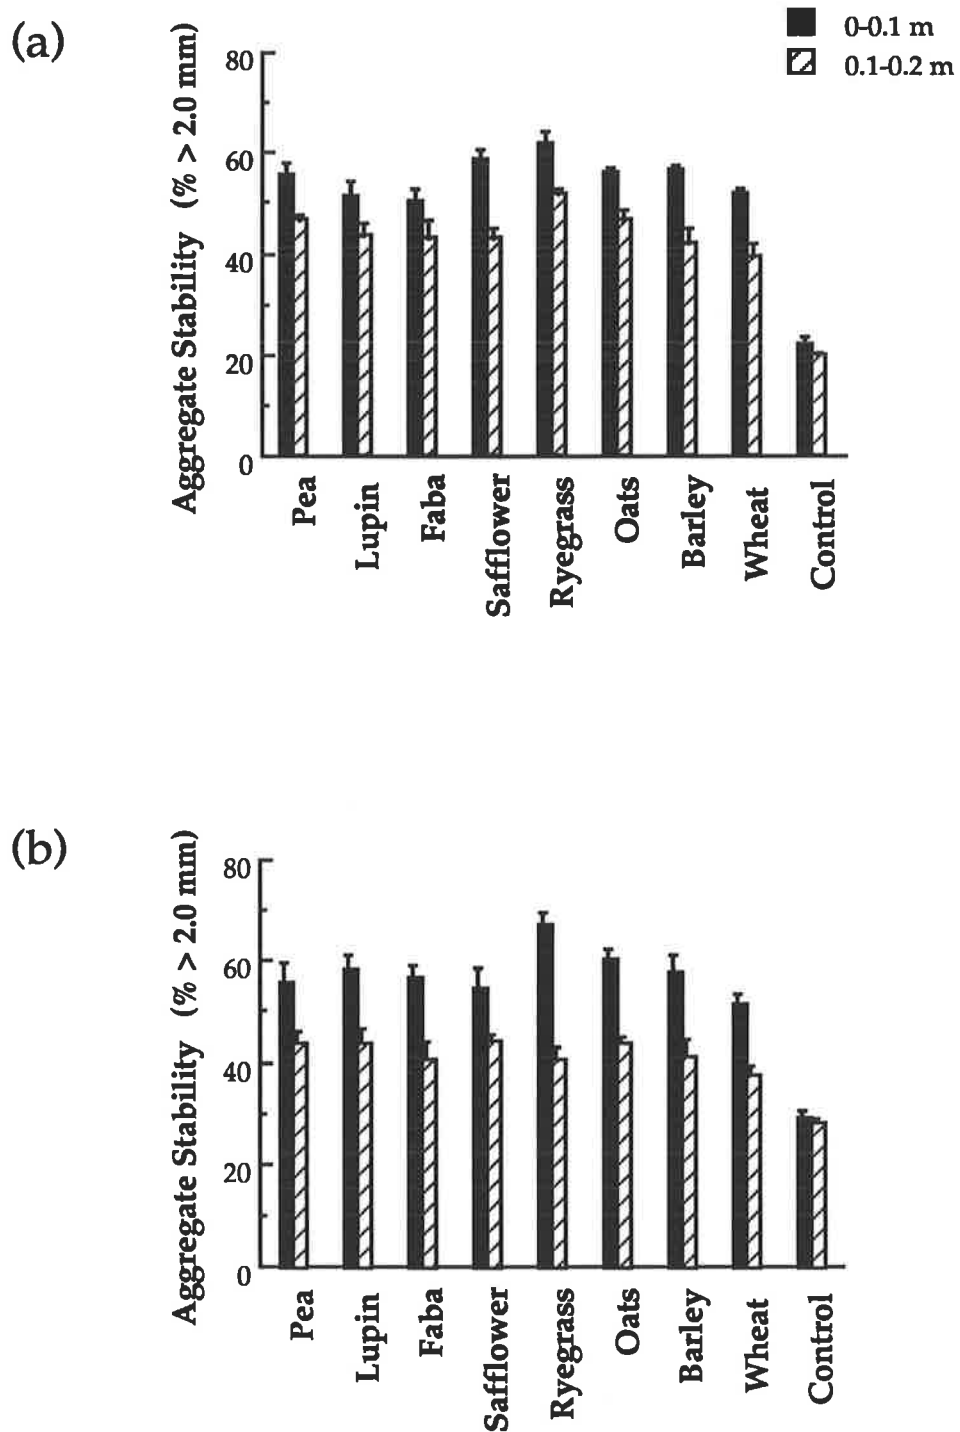 (a)
0-0.1 m
0.1-0.2 m
Aggregate Stability (% > 2.0 mm)
80
60
40
20
0
Pea
Lupin
Faba
Safflower
Ryegrass
Oats
Barley
Wheat
Control
(b)
Aggregate Stability (% > 2.0 mm)
80
60
40
20
0
Pea
Lupin
Faba
Safflower
Ryegrass
Oats
Barley
Wheat
Control